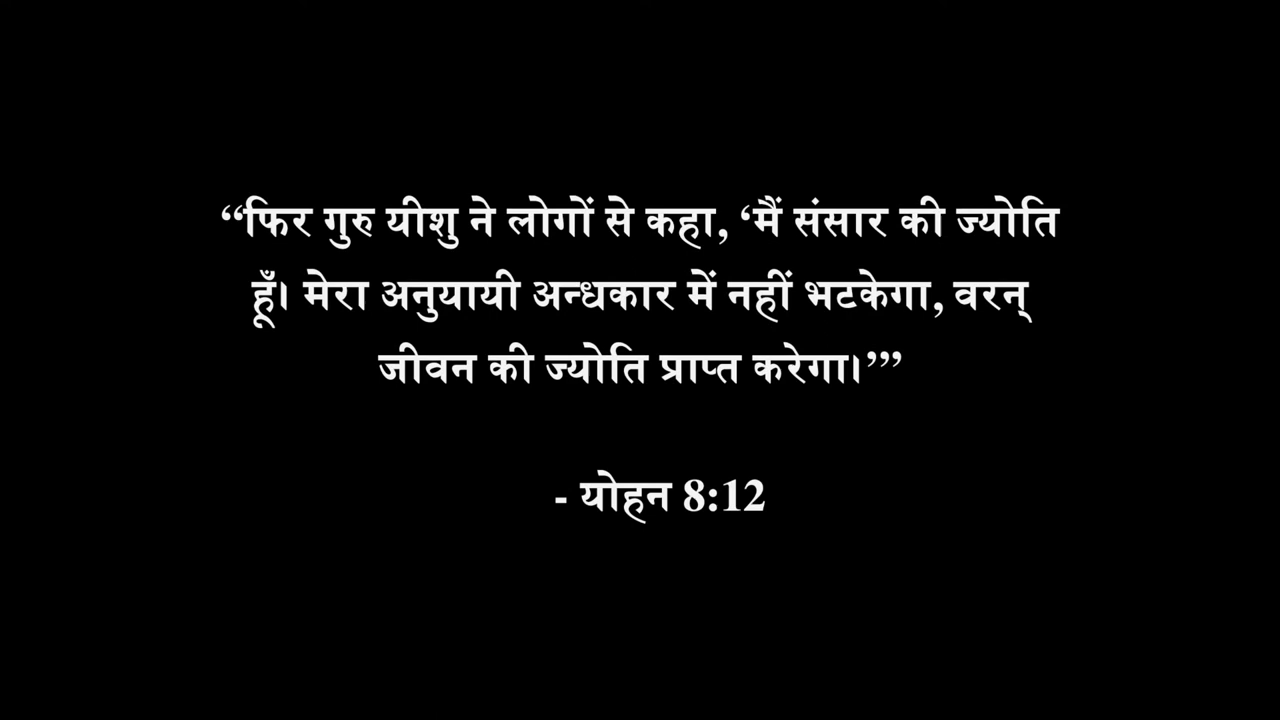 “फिर गुरु यीशु ने लोगों से कहा, ‘मैं संसार की ज्योति
हूँ। मेरा अनुयायी अन्धकार में नहीं भटकेगा, वरन्
जीवन की ज्योति प्राप्त करेगा।’”’
- योहन 8:12